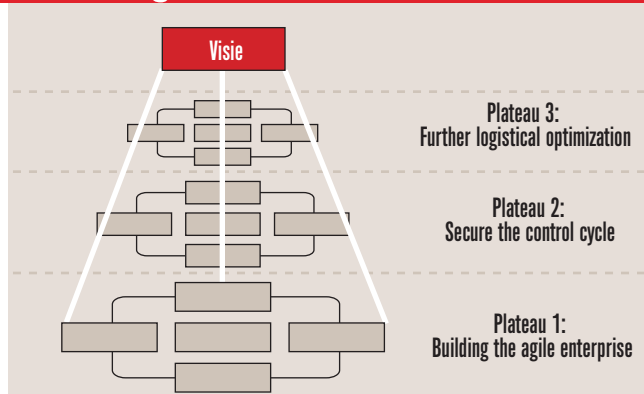 Visie
Plateau 3:
Further logistical optimization
Plateau 2:
Secure the control cycle
Plateau 1:
Building the agile enterprise